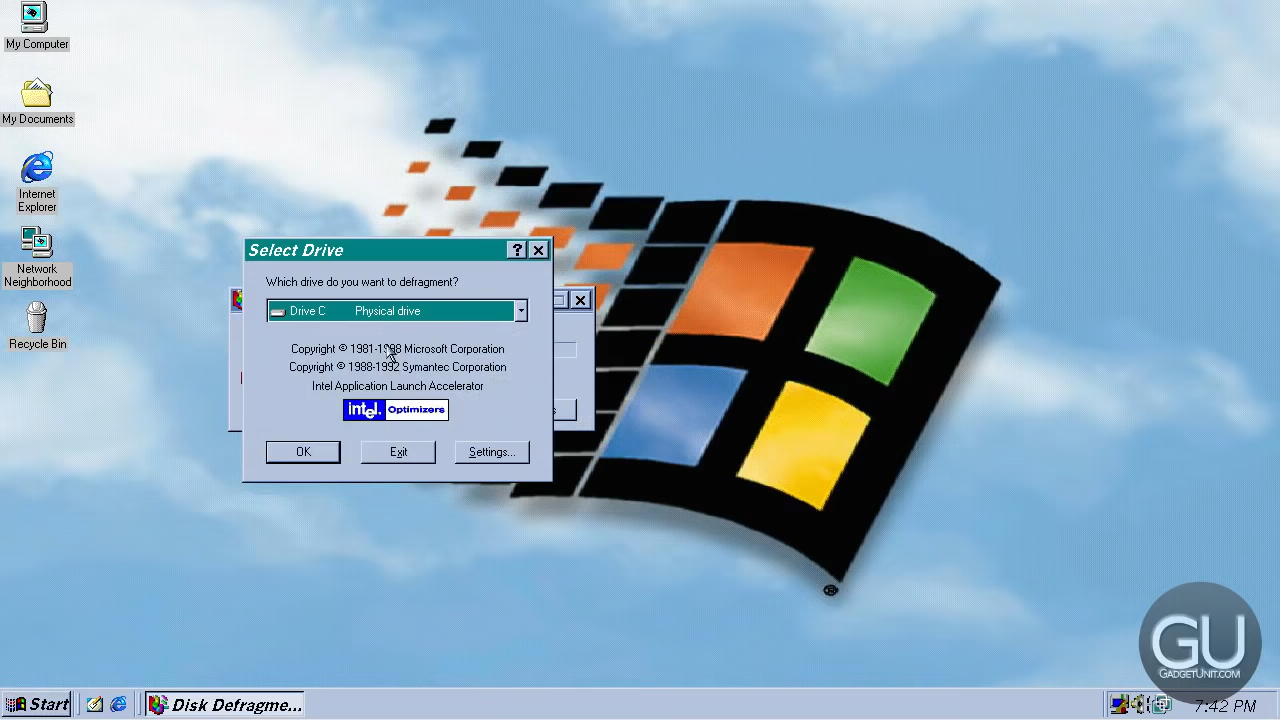 My Computer
My Documents
Internet
Explorer
Network
Neighborhood
Recycle Bin
Select Drive
Which drive do you want to defragment?
Drive C Physical drive
Copyright © 1981-1998 Microsoft Corporation
Copyright © 1988-1992 Symantec Corporation
Intel Application Launch Accelerator
intel. Optimizers
OK Exit Settings...
®
GU
GADGETUNIT.COM
Start Disk Defragme... 7:42 PM